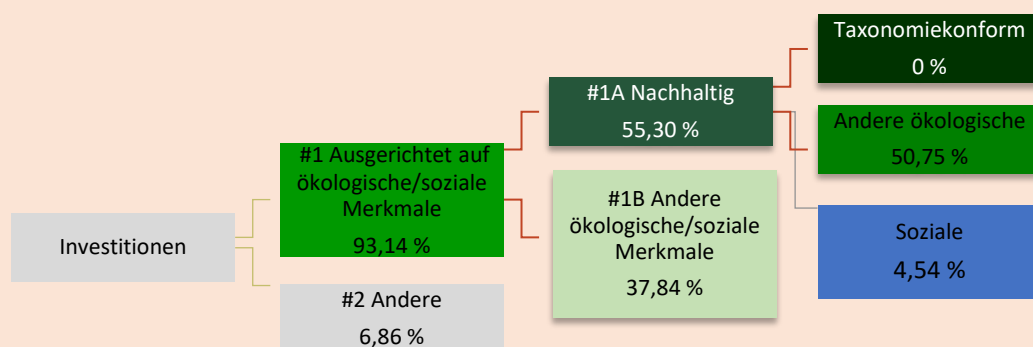 Investitionen
#1 Ausgerichtet auf
ökologische/soziale
Merkmale
93,14 %
#2 Andere
6,86 %
#1A Nachhaltig
55,30 %
#1B Andere
ökologische/soziale
Merkmale
37,84 %
Taxonomiekonform
0 %
Andere ökologische
50,75 %
Soziale
4,54 %